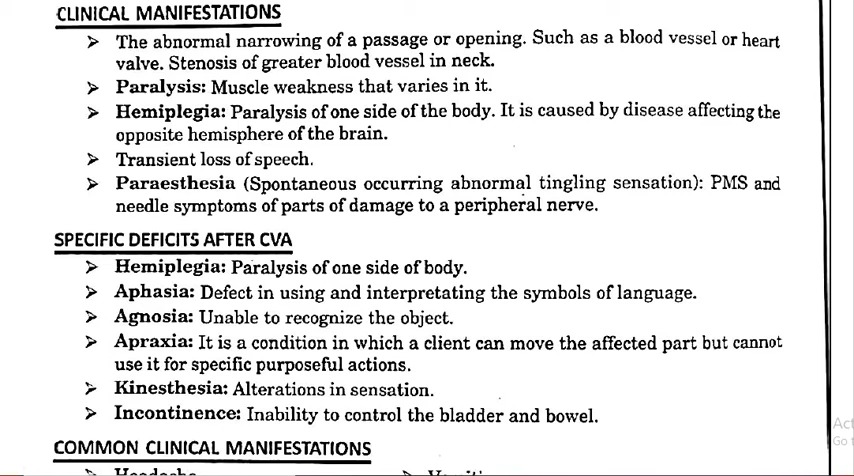 CLINICAL MANIFESTATIONS
➢ The abnormal narrowing of a passage or opening. Such as a blood vessel or heart
valve. Stenosis of greater blood vessel in neck.
➢ Paralysis: Muscle weakness that varies in it.
➢ Hemiplegia: Paralysis of one side of the body. It is caused by disease affecting the
opposite hemisphere of the brain.
➢ Transient loss of speech.
➢ Paraesthesia (Spontaneous occurring abnormal tingling sensation): PMS and
needle symptoms of parts of damage to a peripheral nerve.
SPECIFIC DEFICITS AFTER CVA
➢ Hemiplegia: Paralysis of one side of body.
➢ Aphasia: Defect in using and interpretating the symbols of language.
➢ Agnosia: Unable to recognize the object.
➢ Apraxia: It is a condition in which a client can move the affected part but cannot
use it for specific purposeful actions.
➢ Kinesthesia: Alterations in sensation.
➢ Incontinence: Inability to control the bladder and bowel.
COMMON CLINICAL MANIFESTATIONS